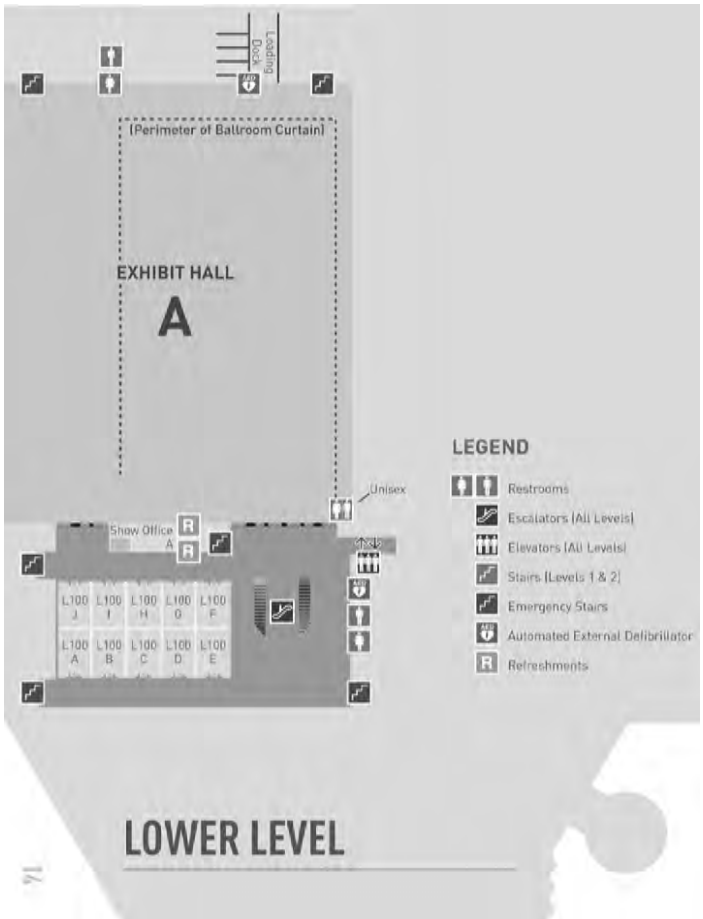 Loading
Dock
AED
(Perimeter of Ballroom Curtain)
EXHIBIT HALL
A
Unisex
Show Office
A
R
R
L100
J
L100
I
L100
H
L100
G
L100
F
L100
A
L100
B
L100
C
L100
D
L100
E
AED
LEGEND
Restrooms
Escalators (All Levels)
Elevators (All Levels)
Stairs (Levels 1 & 2)
Emergency Stairs
AED
Automated External Defibrillator
R
Refreshments
LOWER LEVEL